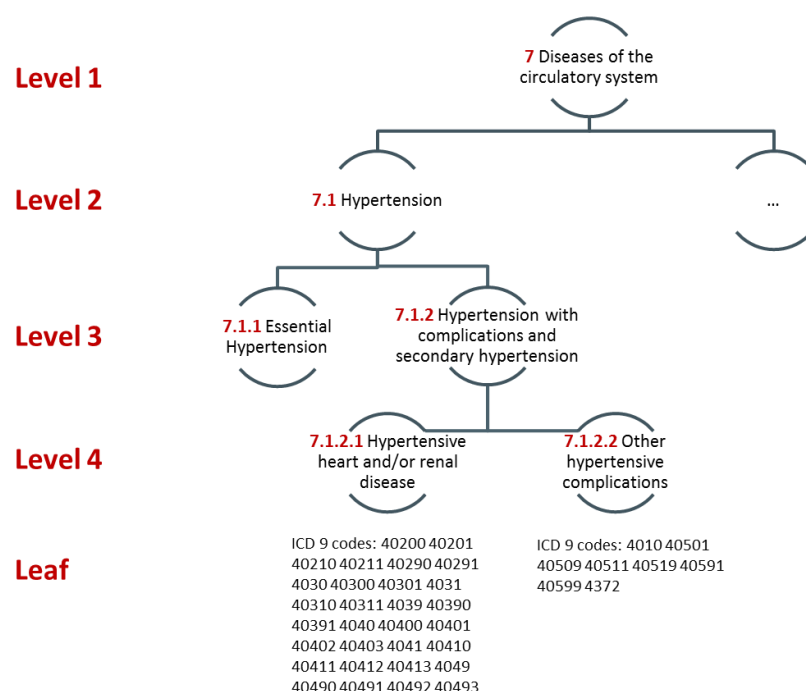 Level 1
7 Diseases of the
circulatory system
Level 2
7.1 Hypertension
...
Level 3
7.1.1 Essential
Hypertension
7.1.2 Hypertension with
complications and
secondary hypertension
Level 4
7.1.2.1 Hypertensive
heart and/or renal
disease
7.1.2.2 Other
hypertensive
complications
Leaf
ICD 9 codes: 40200 40201
40210 40211 40290 40291
4030 40300 40301 4031
40310 40311 4039 40390
40391 4040 40400 40401
40402 40403 4041 40410
40411 40412 40413 4049
40490 40491 40492 40493
ICD 9 codes: 4010 40501
40509 40511 40519 40591
40599 4372